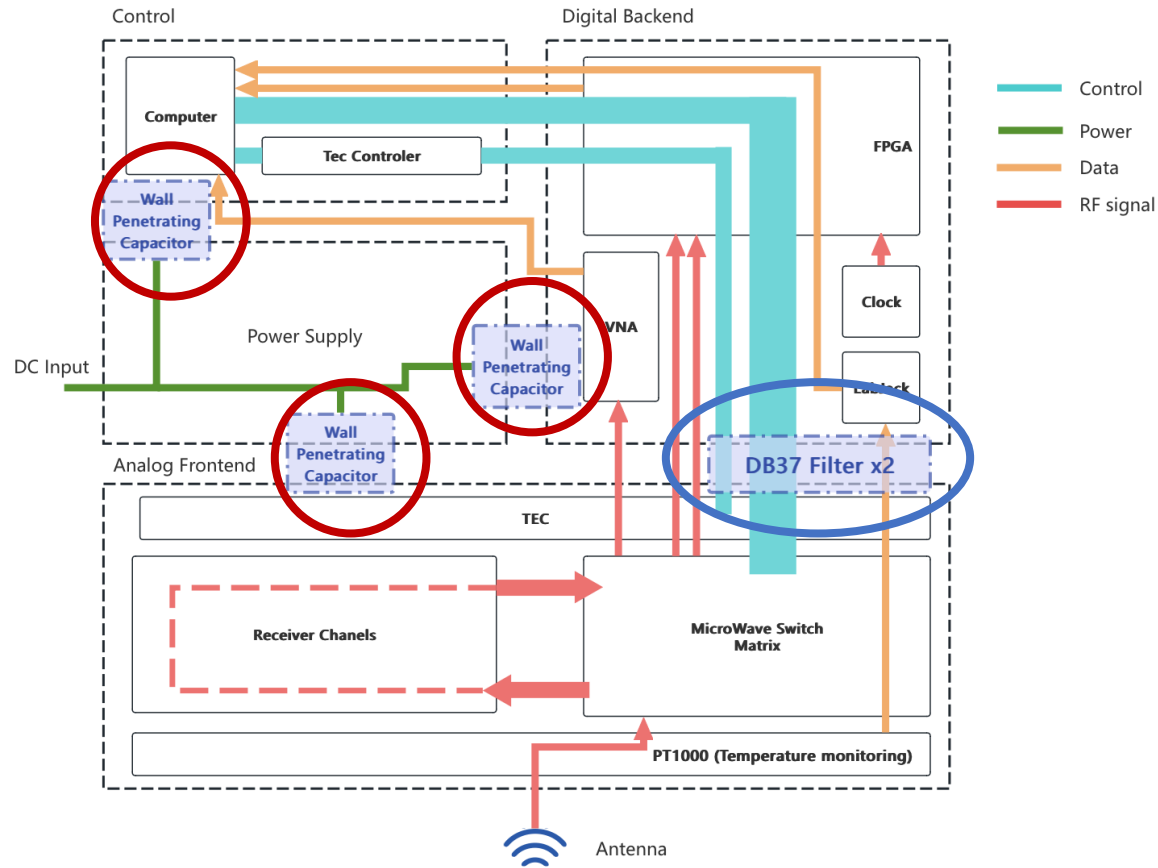 Control
Digital Backend
Computer
Tec Controler
FPGA
Control
Power
Data
RF signal
Wall
Penetrating
Capacitor
VNA
Clock
Power Supply
Wall
Penetrating
Capacitor
DC Input
Lablock
Wall
Penetrating
Capacitor
DB37 Filter x2
Analog Frontend
TEC
Receiver Chanels
MicroWave Switch
Matrix
PT1000 (Temperature monitoring)
Antenna